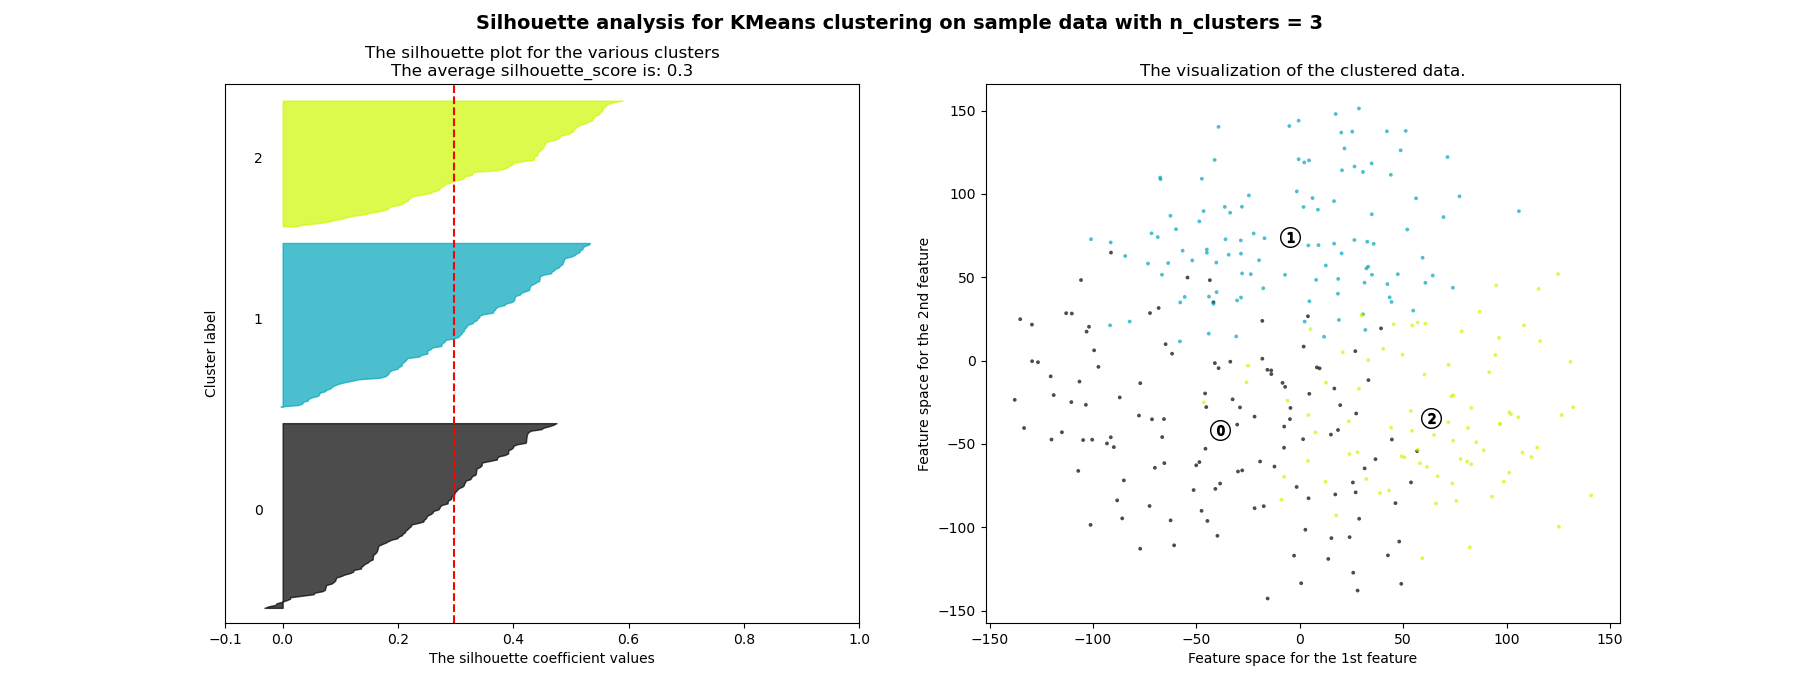 Silhouette analysis for KMeans clustering on sample data with n_clusters = 3
The silhouette plot for the various clusters
The average silhouette_score is: 0.3
2
1
0
Cluster label
−0.1 0.0 0.2 0.4 0.6 0.8 1.0
The silhouette coefficient values
The visualization of the clustered data.
150
100
50
0
−50
−100
−150
Feature space for the 2nd feature
1
0
2
−150 −100 −50 0 50 100 150
Feature space for the 1st feature